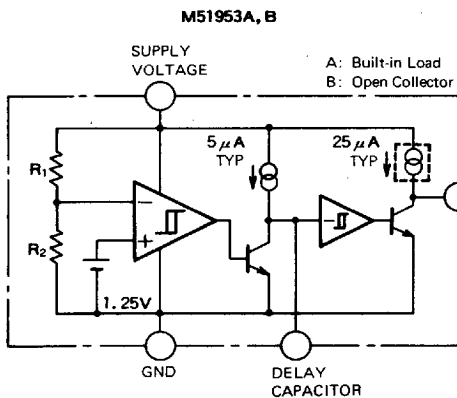 M51953A, B
SUPPLY
VOLTAGE
A: Built-in Load
B: Open Collector
5μA
TYP
25μA
TYP
R1
R2
−
+
−
1.25V
GND
DELAY
CAPACITOR